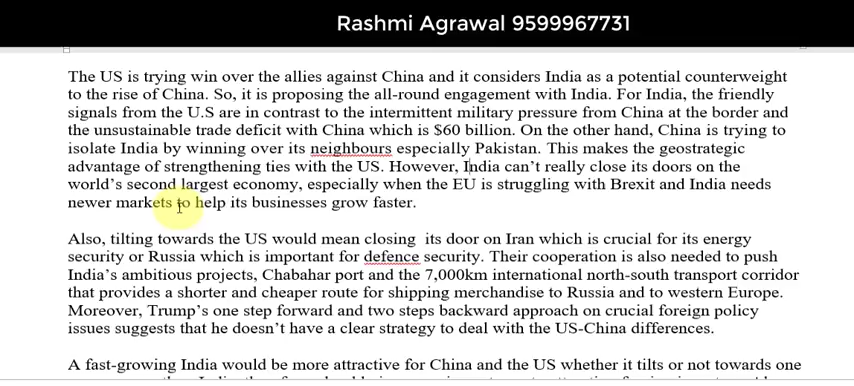 Rashmi Agrawal 9599967731
The US is trying win over the allies against China and it considers India as a potential counterweight
to the rise of China. So, it is proposing the all-round engagement with India. For India, the friendly
signals from the U.S are in contrast to the intermittent military pressure from China at the border and
the unsustainable trade deficit with China which is $60 billion. On the other hand, China is trying to
isolate India by winning over its neighbours especially Pakistan. This makes the geostrategic
advantage of strengthening ties with the US. However, India can’t really close its doors on the
world’s second largest economy, especially when the EU is struggling with Brexit and India needs
newer markets to help its businesses grow faster.
Also, tilting towards the US would mean closing its door on Iran which is crucial for its energy
security or Russia which is important for defence security. Their cooperation is also needed to push
India’s ambitious projects, Chabahar port and the 7,000km international north-south transport corridor
that provides a shorter and cheaper route for shipping merchandise to Russia and to western Europe.
Moreover, Trump’s one step forward and two steps backward approach on crucial foreign policy
issues suggests that he doesn’t have a clear strategy to deal with the US-China differences.
A fast-growing India would be more attractive for China and the US whether it tilts or not towards one